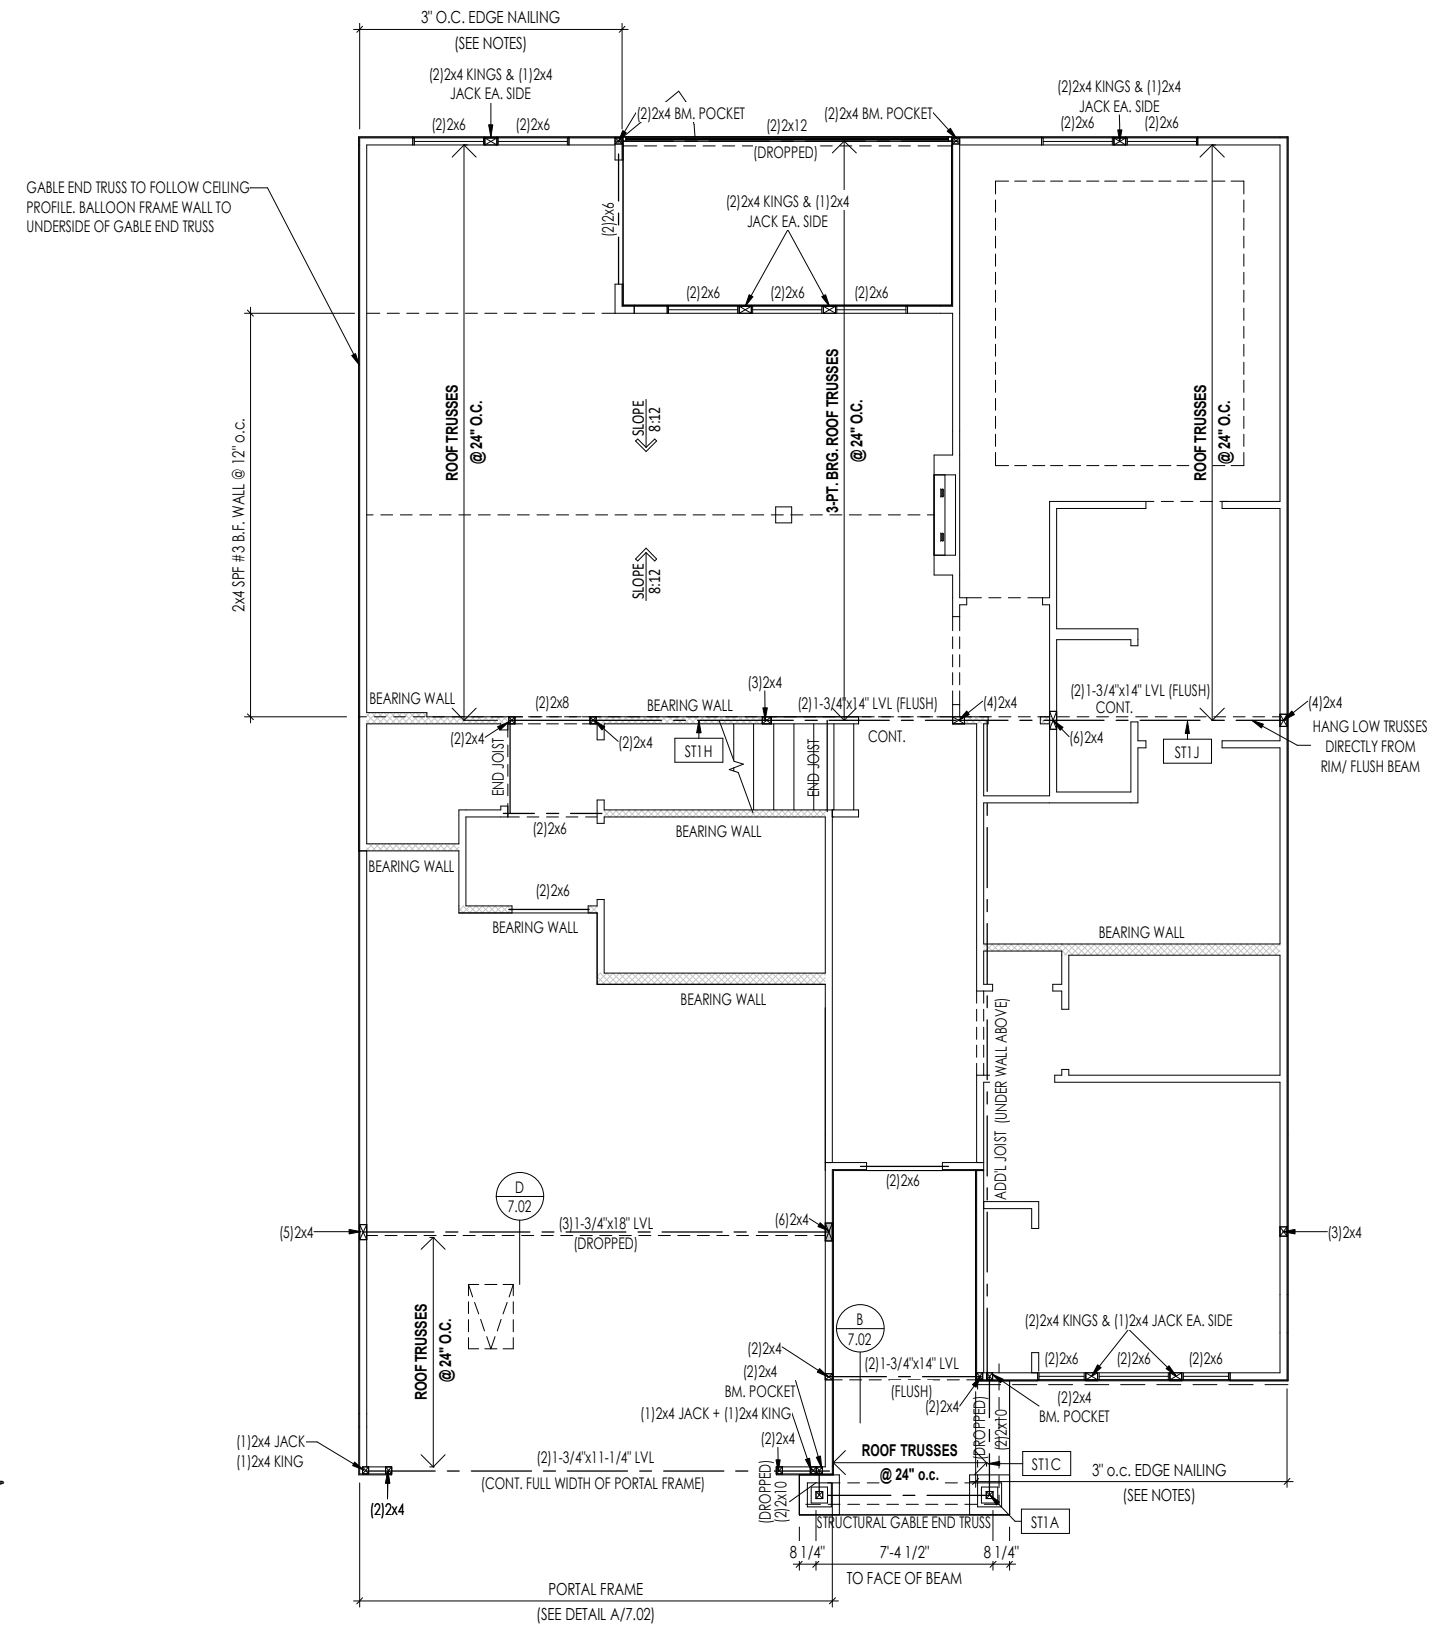 3" O.C. EDGE NAILING
(SEE NOTES)
(2)2x4 KINGS & (1)2x4
JACK EA. SIDE
(2)2x6
(2)2x6
(2)2x4 BM. POCKET
(2)2x12
(DROPPED)
(2)2x4 BM. POCKET
(2)2x4 KINGS & (1)2x4
JACK EA. SIDE
(2)2x6
(2)2x6
GABLE END TRUSS TO FOLLOW CEILING
PROFILE. BALLOON FRAME WALL TO
UNDERSIDE OF GABLE END TRUSS
(2)2x6
(2)2x4 KINGS & (1)2x4
JACK EA. SIDE
(2)2x6
(2)2x6
(2)2x6
2x4 SPF #3 B.F. WALL @ 12" o.c.
ROOF TRUSSES
@ 24" O.C.
SLOPE
8:12
3-PT. BRG. ROOF TRUSSES
@ 24" O.C.
ROOF TRUSSES
@ 24" O.C.
SLOPE
8:12
BEARING WALL
(2)2x8
BEARING WALL
(3)2x4
(2)1-3/4"x14" LVL (FLUSH)
CONT.
(4)2x4
(2)1-3/4"x14" LVL (FLUSH)
CONT.
(4)2x4
HANG LOW TRUSSES
DIRECTLY FROM
RIM/ FLUSH BEAM
(2)2x4
(2)2x4
ST1H
(6)2x4
ST1J
END JOIST
END JOIST
(2)2x6
BEARING WALL
BEARING WALL
(2)2x6
BEARING WALL
BEARING WALL
BEARING WALL
ADD'L JOIST (UNDER WALL ABOVE)
(2)2x6
D
7.02
(5)2x4
(3)1-3/4"x18" LVL
(DROPPED)
(6)2x4
(3)2x4
ROOF TRUSSES
@ 24" O.C.
B
7.02
(2)2x4 KINGS & (1)2x4 JACK EA. SIDE
(2)2x6
(2)2x6
(2)2x6
(2)2x4
(2)1-3/4"x14" LVL
(FLUSH)
(2)2x4
BM. POCKET
(1)2x4 JACK + (1)2x4 KING
(2)2x4
(2)2x4
(DROPPED)
(2)2x10
(2)2x4
BM. POCKET
(1)2x4 JACK
(1)2x4 KING
(2)2x4
(2)1-3/4"x11-1/4" LVL
(CONT. FULL WIDTH OF PORTAL FRAME)
(DROPPED)
(2)2x10
ROOF TRUSSES
@ 24" o.c.
ST1C
3" o.c. EDGE NAILING
(SEE NOTES)
STRUCTURAL GABLE END TRUSS
ST1A
8 1/4"
7'-4 1/2"
8 1/4"
TO FACE OF BEAM
PORTAL FRAME
(SEE DETAIL A/7.02)